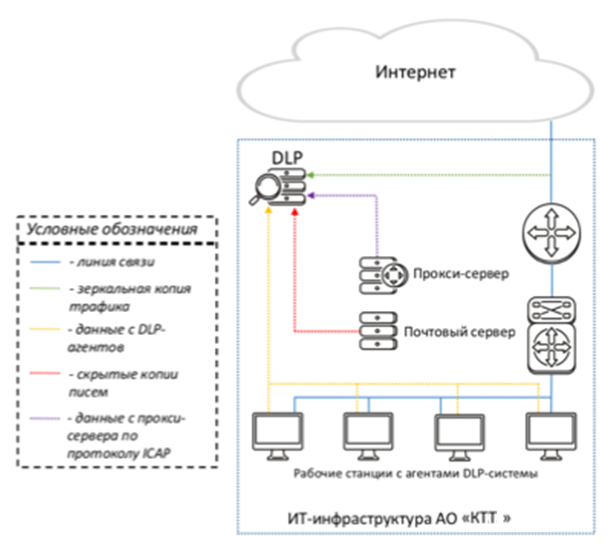 Интернет
DLP
Условные обозначения
- линия связи
- зеркальная копия
трафика
- данные с DLP-
агентов
- скрытые копии
писем
- данные с прокси-
сервера по
протоколу ICAP
Прокси-сервер
Почтовый сервер
Рабочие станции с агентами DLP-системы
ИТ-инфраструктура АО «КТТ »